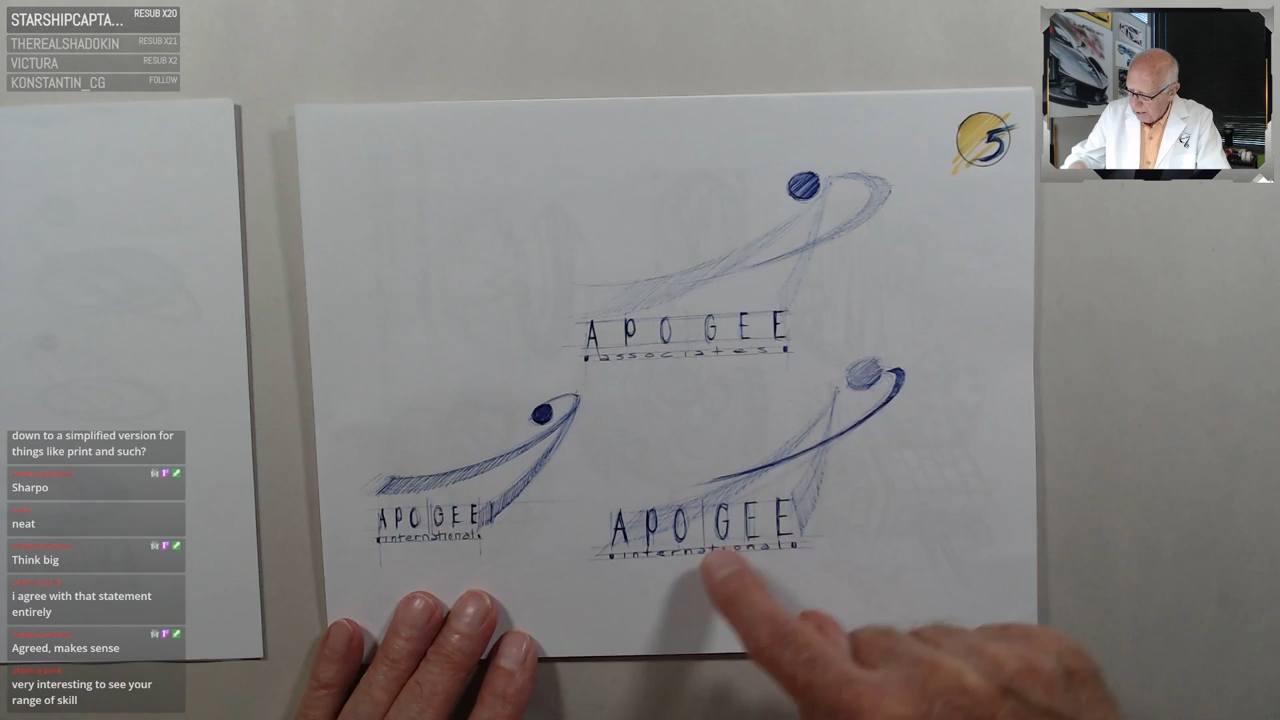 STARSHIPCAPTA... RESUB X20
THEREALSHADOKIN RESUB X21
VICTURA RESUB X2
KONSTANTIN_CG FOLLOW
5
APOGEE
associates
APOGEE
international
APOGEE
international
down to a simplified version for
things like print and such?
Sharpo
neat
Think big
i agree with that statement
entirely
Agreed, makes sense
very interesting to see your
range of skill